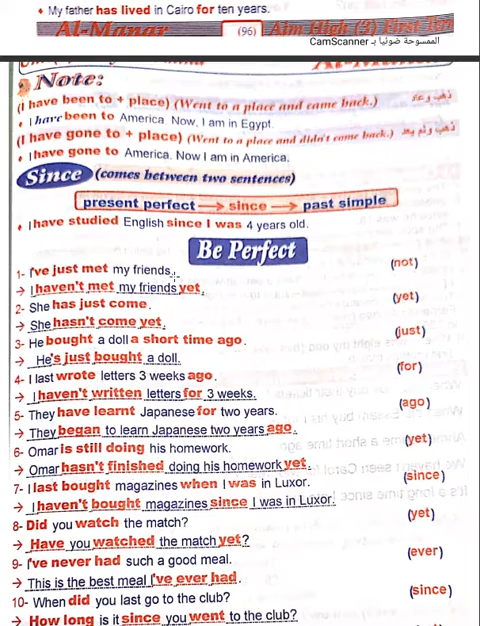 ♦ My father has lived in Cairo for ten years.
Al-Manar (96) Aim High (3) First Ter
الممسوحة ضوئيا بـ CamScanner
Note:
(I have been to + place) (Went to a place and came back.) ذهب وعاد
♦ I have been to America. Now, I am in Egypt.
(I have gone to + place) (Went to a place and didn't come back.) ذهب ولم يعد
♦ I have gone to America. Now I am in America.
Since (comes between two sentences)
present perfect → since → past simple
♦ I have studied English since I was 4 years old.
Be Perfect
1- I've just met my friends. (not)
→ I haven't met my friends yet.
2- She has just come. (yet)
→ She hasn't come yet.
3- He bought a doll a short time ago. (just)
→ He's just bought a doll.
4- I last wrote letters 3 weeks ago. (for)
→ I haven't written letters for 3 weeks.
5- They have learnt Japanese for two years. (ago)
→ They began to learn Japanese two years ago.
6- Omar is still doing his homework. (yet)
→ Omar hasn't finished doing his homework yet.
7- I last bought magazines when I was in Luxor. (since)
→ I haven't bought magazines since I was in Luxor.
8- Did you watch the match? (yet)
→ Have you watched the match yet?
9- I've never had such a good meal. (ever)
→ This is the best meal I've ever had.
10- When did you last go to the club? (since)
→ How long is it since you went to the club?